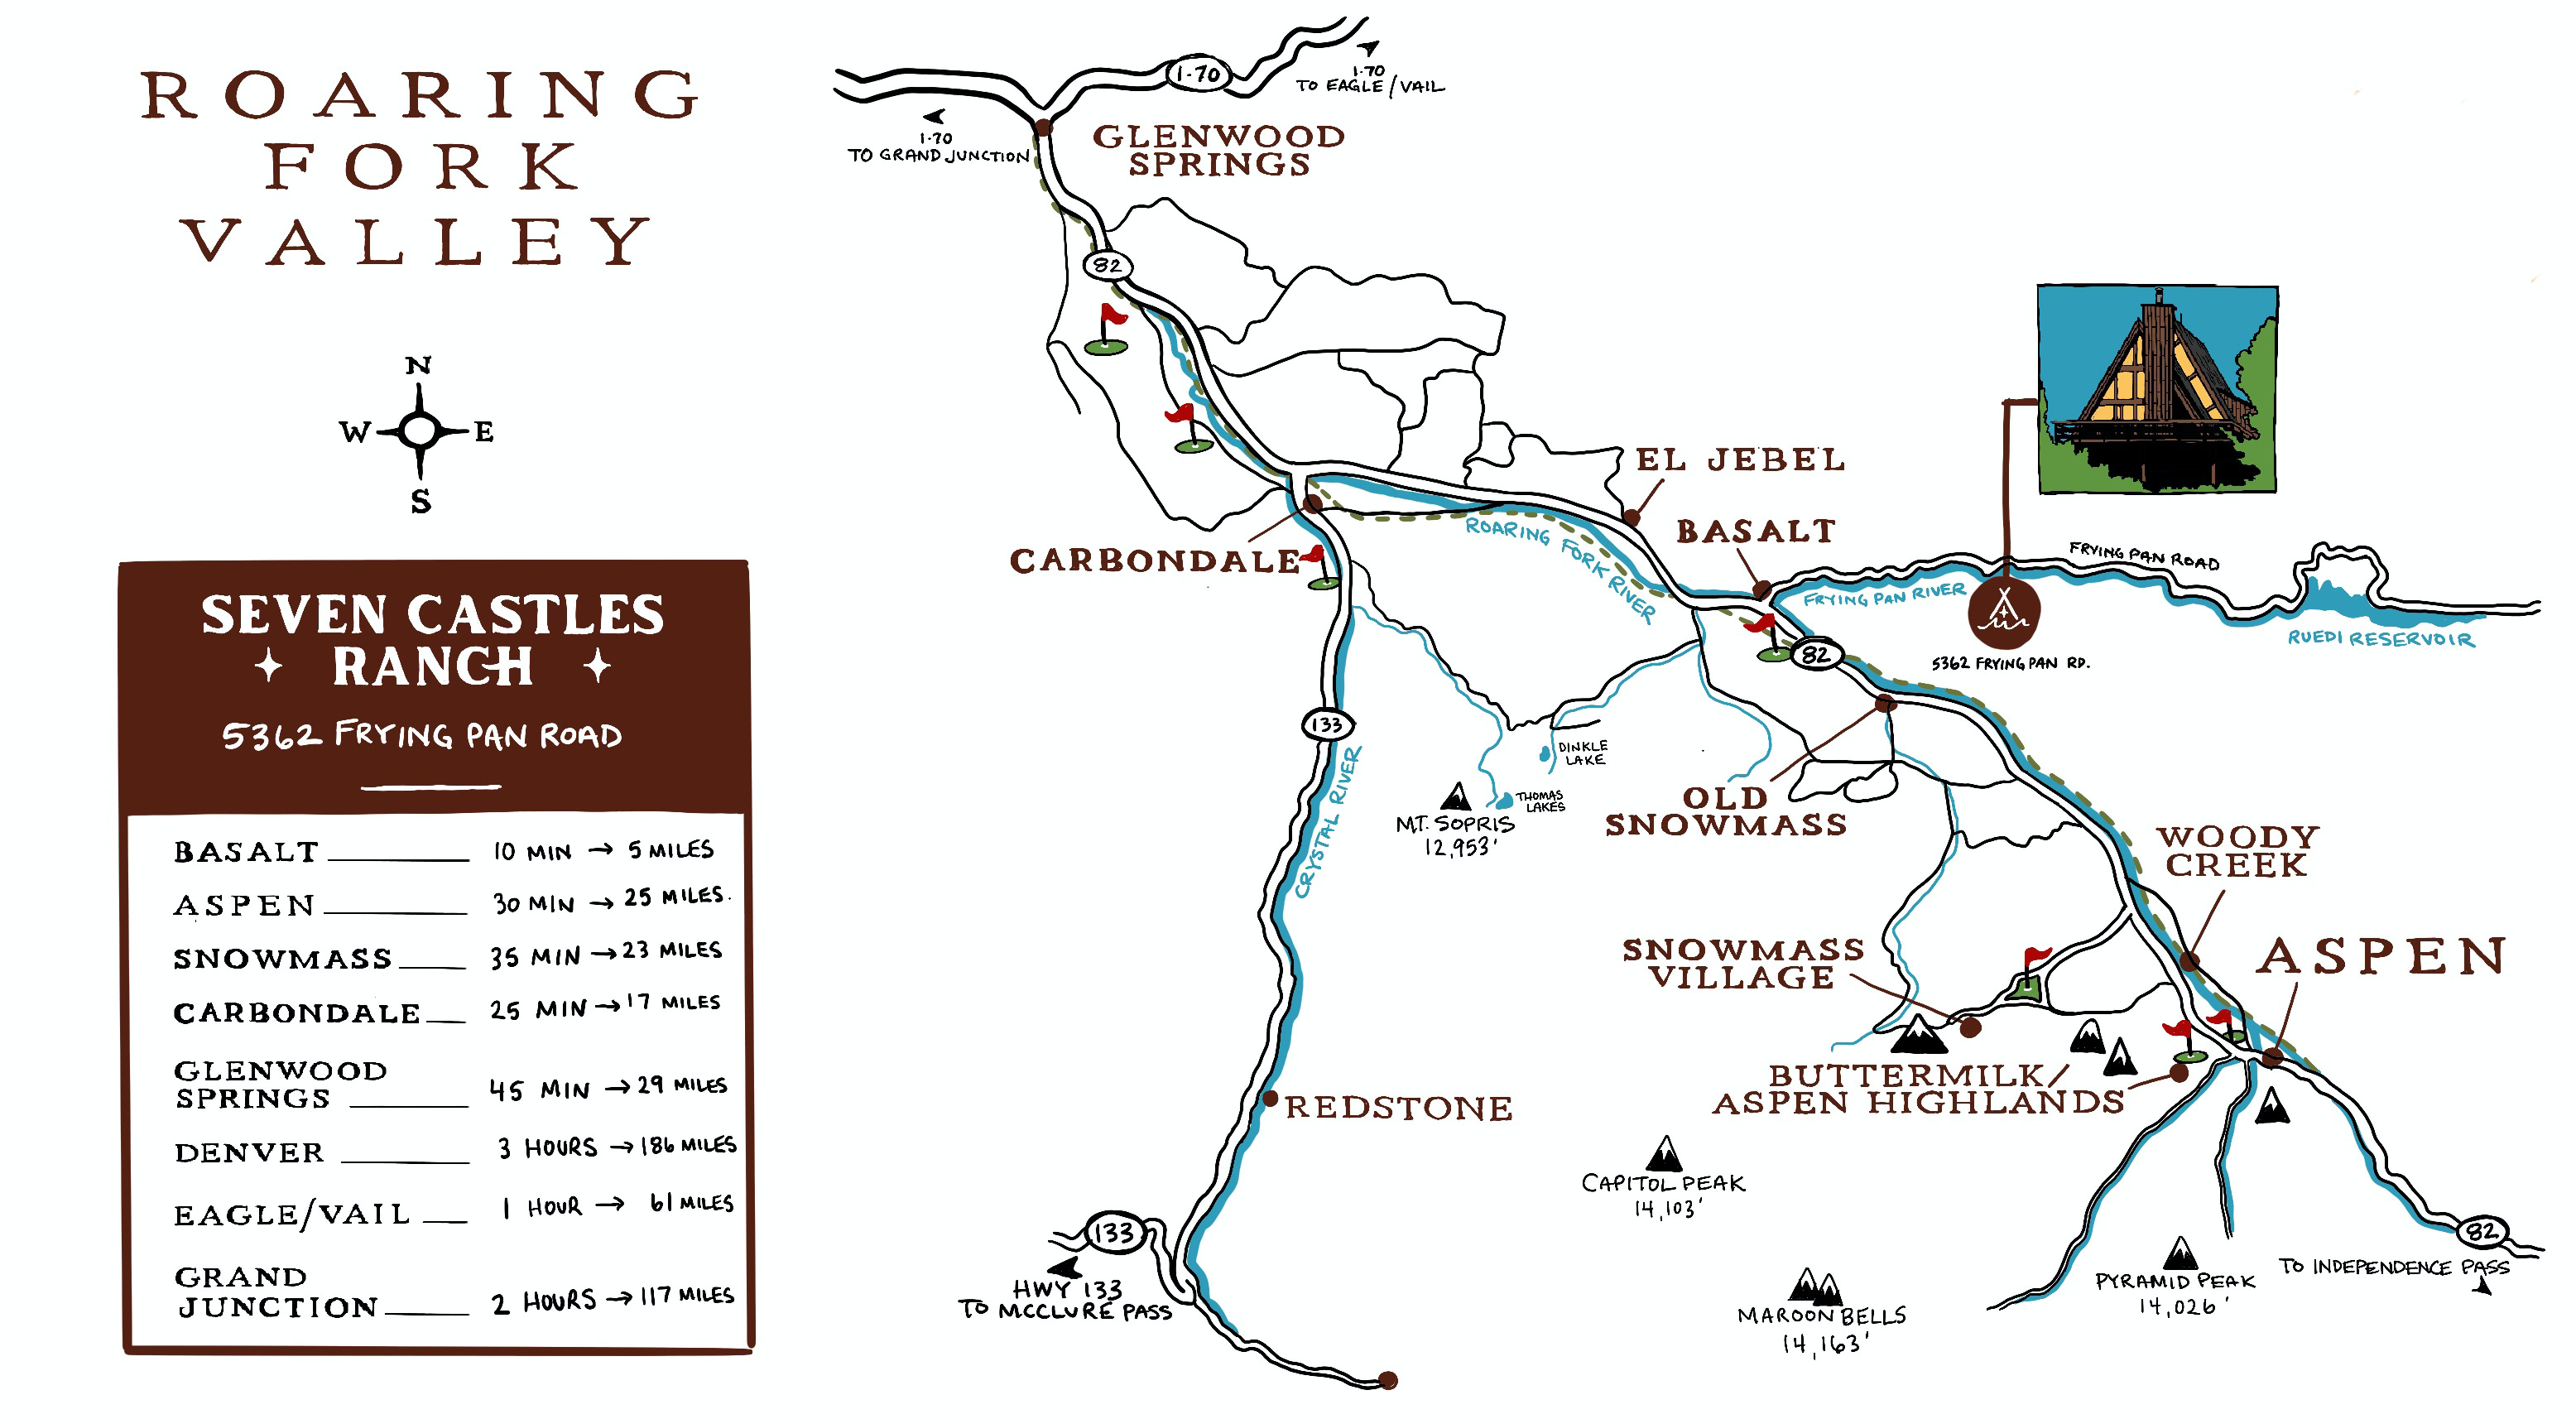 ROARING
FORK
VALLEY
N
W E
S
SEVEN CASTLES
RANCH
5362 FRYING PAN ROAD
BASALT 10 MIN → 5 MILES
ASPEN 30 MIN → 25 MILES.
SNOWMASS 35 MIN → 23 MILES
CARBONDALE 25 MIN → 17 MILES
GLENWOOD
SPRINGS 45 MIN → 29 MILES
DENVER 3 HOURS → 186 MILES
EAGLE/VAIL 1 HOUR → 61 MILES
GRAND
JUNCTION 2 HOURS → 117 MILES
I-70
I-70
TO EAGLE/VAIL
I-70
TO GRAND JUNCTION
GLENWOOD
SPRINGS
82
EL JEBEL
BASALT
CARBONDALE
ROARING FORK RIVER
FRYING PAN ROAD
FRYING PAN RIVER
RUEDI RESERVOIR
5362 FRYING PAN RD.
82
133
CRYSTAL RIVER
DINKLE
LAKE
THOMAS
LAKES
MT. SOPRIS
12,953'
OLD
SNOWMASS
WOODY
CREEK
SNOWMASS
VILLAGE
ASPEN
BUTTERMILK/
ASPEN HIGHLANDS
REDSTONE
CAPITOL PEAK
14,103'
133
HWY 133
TO MCCLURE PASS
MAROON BELLS
14,163'
PYRAMID PEAK
14,026'
82
TO INDEPENDENCE PASS